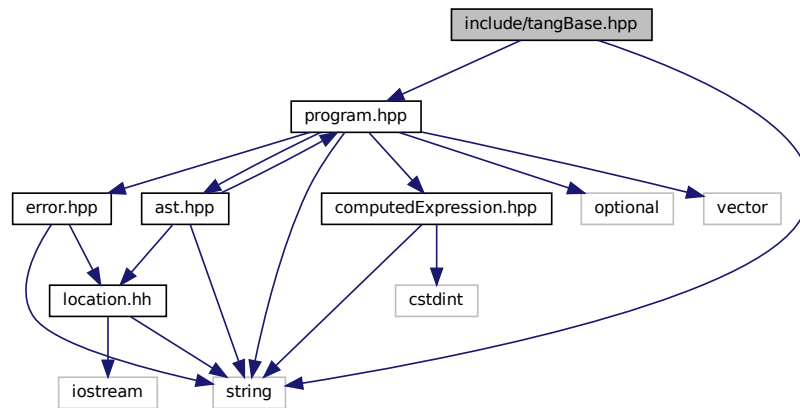 include/tangBase.hpp
program.hpp
error.hpp
ast.hpp
computedExpression.hpp
optional
vector
location.hh
cstdint
iostream
string